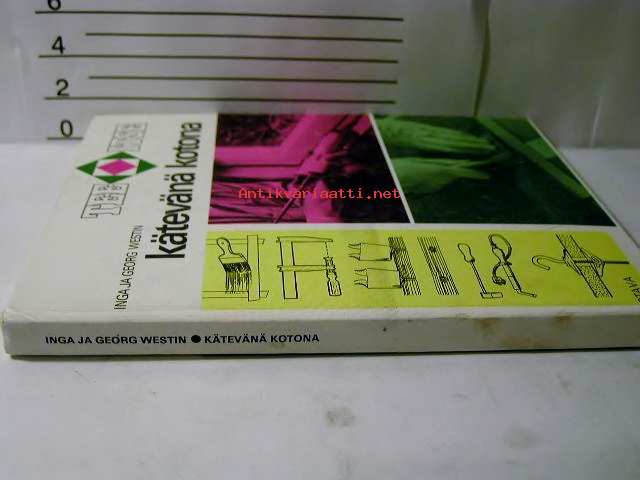 6
4
2
0
INGA JA GEORG WESTIN
kätevänä kotona
Antikvariaatti.net
INGA JA GEORG WESTIN ● KÄTEVÄNÄ KOTONA